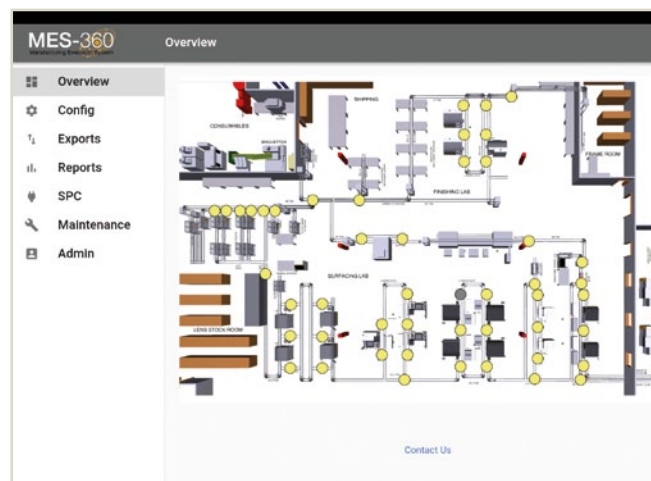 MES-360
Manufacturing Execution System
Overview
Overview
Config
Exports
Reports
SPC
Maintenance
Admin
SHIPPING
CONSUMABLES
FRAME ROOM
FINISHING LAB
SURFACING LAB
LENS STOCK ROOM
Contact Us